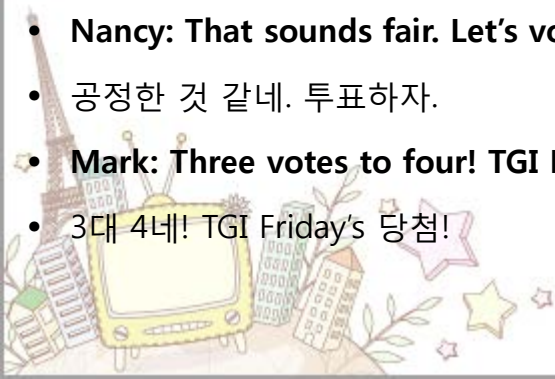 • Nancy: That sounds fair. Let's
• 공정한 것 같네. 투표하자.
• Mark: Three votes to four! TGI
• 3대 4네! TGI Friday's 당첨!